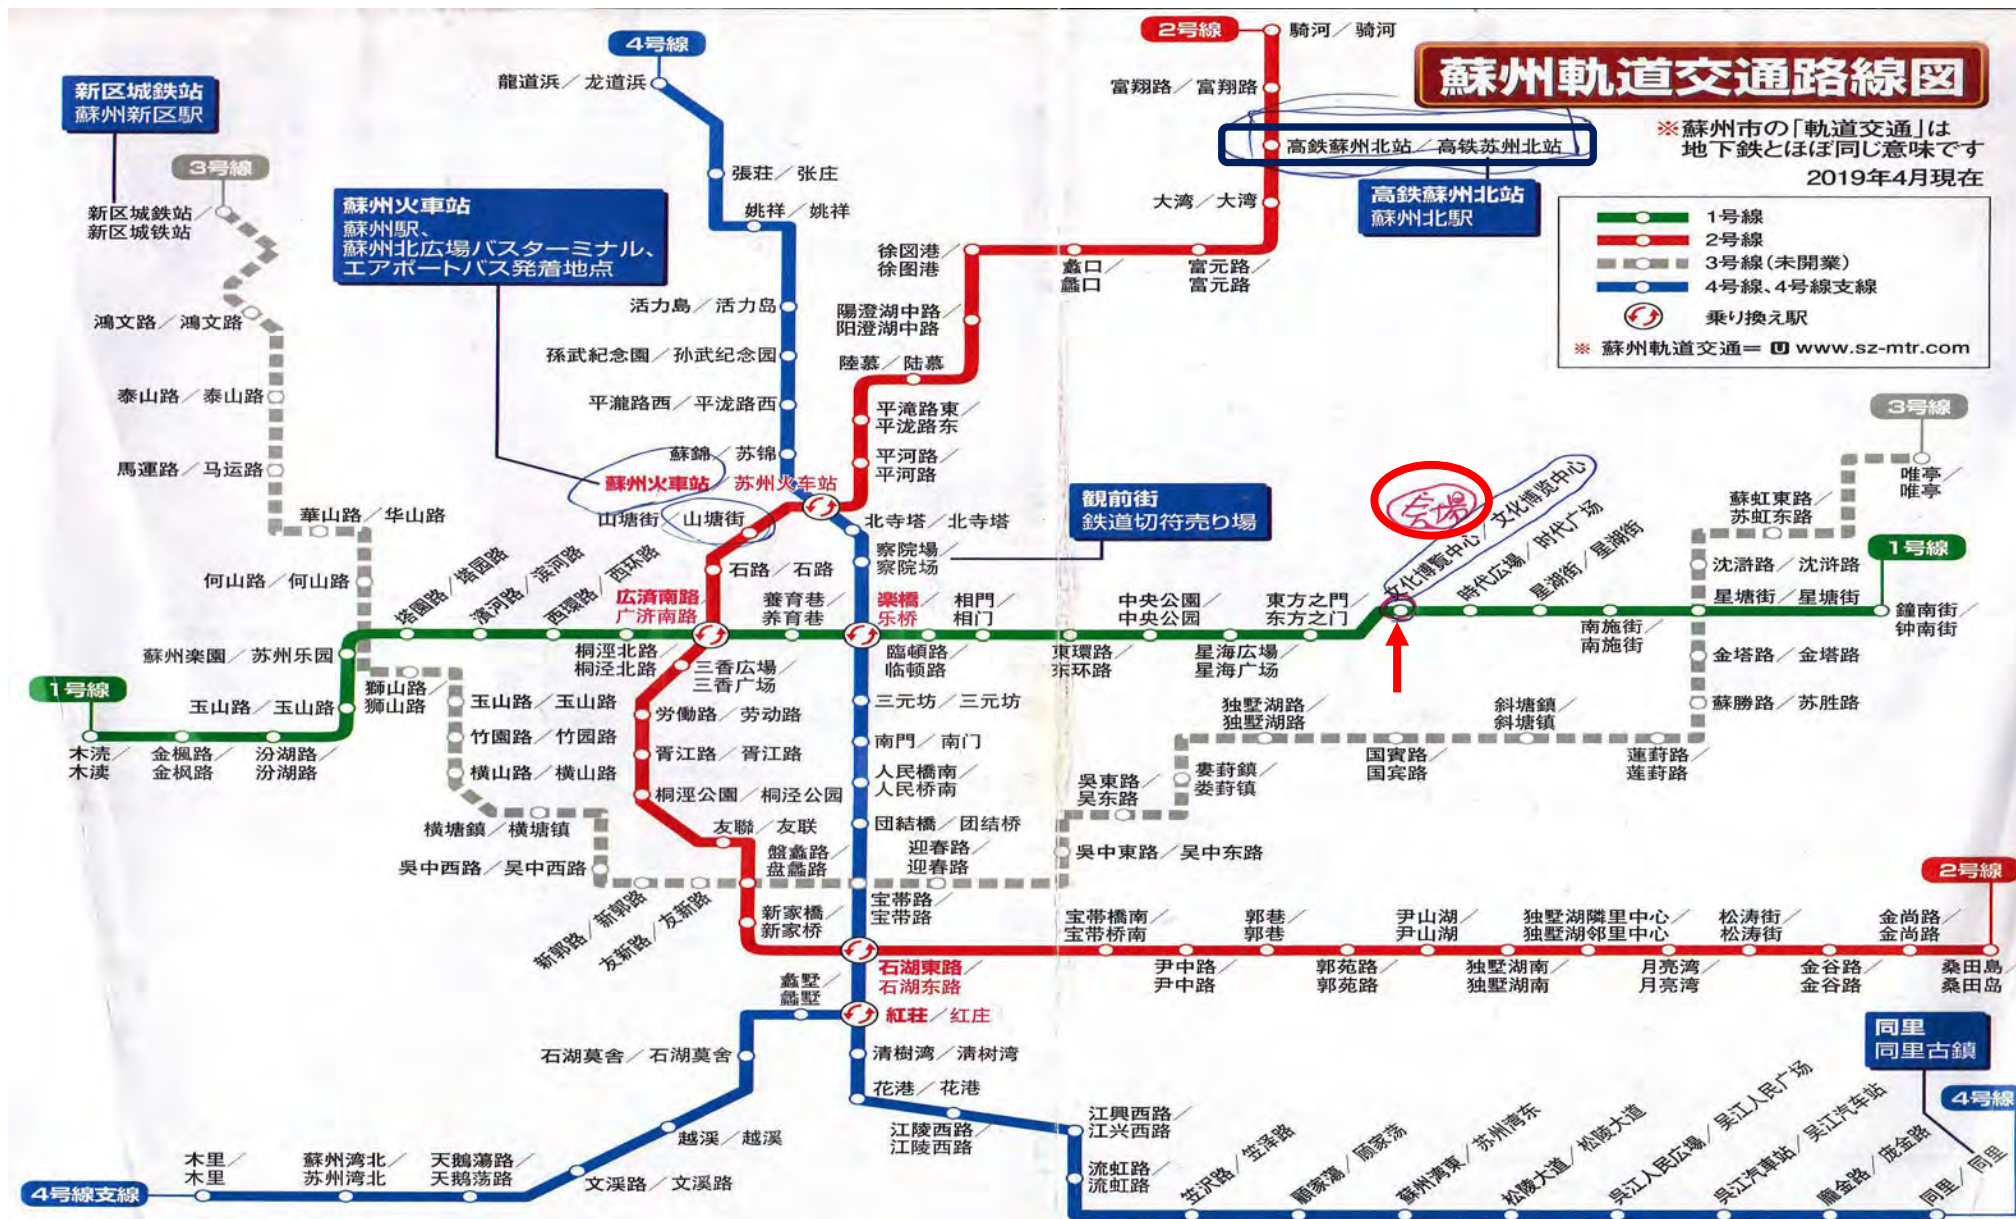 蘇州軌道交通路線図
※蘇州市の「軌道交通」は
地下鉄とほぼ同じ意味です
2019年4月現在
1号線
2号線
3号線(未開業)
4号線、4号線支線
乗り換え駅
※ 蘇州軌道交通=U www.sz-mtr.com
新区城鉄站
蘇州新区駅
3号線
新区城鉄站/
新区城铁站
鴻文路/鴻文路
泰山路/泰山路
馬運路/马运路
華山路/华山路
何山路/何山路
4号線
龍道浜/龙道浜
張荘/张庄
姚祥/姚祥
蘇州火車站
蘇州駅、
蘇州北広場バスターミナル、
エアポートバス発着地点
活力島/活力岛
孫武紀念園/孙武纪念园
平瀧路西/平泷路西
蘇錦/苏锦
蘇州火車站/苏州火车站
山塘街/山塘街
石路/石路
2号線
騎河/骑河
富翔路/富翔路
高鉄蘇州北站/高铁苏州北站
高鉄蘇州北站
蘇州北駅
大湾/大湾
富元路/
富元路
蠡口/
蠡口
徐図港/
徐图港
陽澄湖中路/
阳澄湖中路
陸慕/陆慕
平滝路東/
平泷路东
平河路/
平河路
北寺塔/北寺塔
察院場/
察院场
観前街
鉄道切符売り場
会場
3号線
唯亭/
唯亭
蘇虹東路/
苏虹东路
沈滸路/沈浒路
星塘街/星塘街
金塔路/金塔路
蘇勝路/苏胜路
1号線
鐘南街/
钟南街
南施街/
南施街
星湖街/星湖街
時代広場/时代广场
文化博覧中心/文化博览中心
東方之門/
东方之门
星海広場/
星海广场
中央公園/
中央公园
東環路/
东环路
相門/
相门
臨頓路/
临顿路
楽橋/
乐桥
養育巷/
养育巷
広済南路/
广济南路
桐涇北路/
桐泾北路
西環路/西环路
濱河路/滨河路
塔園路/塔园路
蘇州楽園/苏州乐园
玉山路/玉山路
汾湖路/
汾湖路
金楓路/
金枫路
木涜/
木渎
1号線
獅山路/
狮山路
玉山路/玉山路
竹園路/竹园路
横山路/横山路
横塘鎮/横塘镇
呉中西路/吴中西路
新郭路/新郭路
友新路/友新路
三香広場/
三香广场
労働路/劳动路
胥江路/胥江路
桐涇公園/桐泾公园
友聯/友联
盤蠡路/
盘蠡路
新家橋/
新家桥
三元坊/三元坊
南門/南门
人民橋南/
人民桥南
団結橋/团结桥
迎春路/
迎春路
宝帯路/
宝带路
呉中東路/吴中东路
呉東路/
吴东路
婁葑鎮/
娄葑镇
独墅湖路/
独墅湖路
国賓路/
国宾路
斜塘鎮/
斜塘镇
蓮葑路/
莲葑路
石湖東路/
石湖东路
宝帯橋南/
宝带桥南
尹中路/
尹中路
郭巷/
郭巷
郭苑路/
郭苑路
尹山湖/
尹山湖
独墅湖南/
独墅湖南
独墅湖隣里中心/
独墅湖邻里中心
月亮湾/
月亮湾
松涛街/
松涛街
金谷路/
金谷路
金尚路/
金尚路
桑田島/
桑田岛
2号線
紅荘/红庄
蠡墅/
蠡墅
石湖莫舎/石湖莫舍
越渓/越溪
文渓路/文溪路
天鵝蕩路/
天鹅荡路
蘇州湾北/
苏州湾北
木里/
木里
4号線支線
清樹湾/清树湾
花港/花港
江陵西路/
江陵西路
江興西路/
江兴西路
流虹路/
流虹路
笠沢路/笠泽路
顧家蕩/顾家荡
蘇州湾東/苏州湾东
松陵大道/松陵大道
呉江人民広場/吴江人民广场
呉江汽車站/吴江汽车站
龐金路/庞金路
同里/同里
同里
同里古鎮
4号線